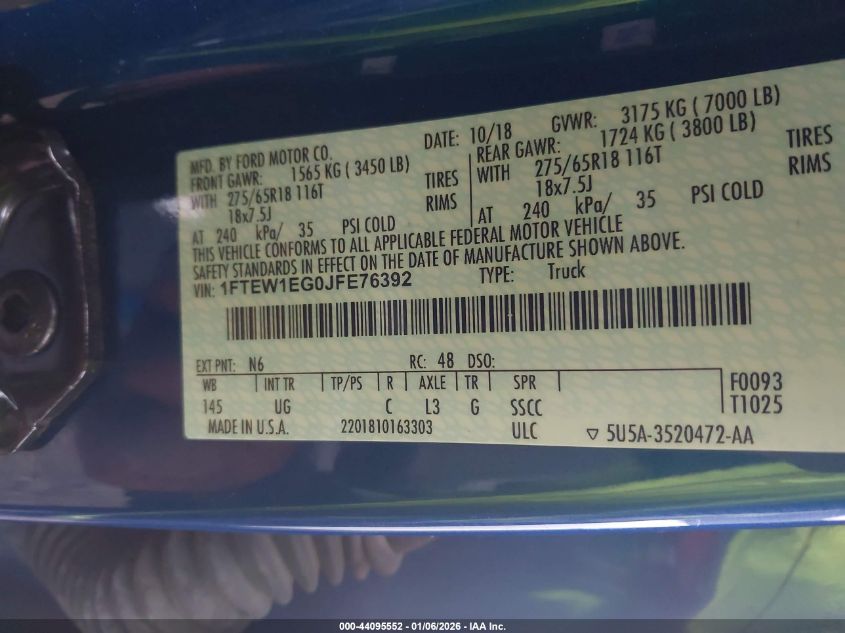 MFD. BY FORD MOTOR CO. DATE: 10/18 GVWR: 3175 KG ( 7000 LB)
FRONT GAWR: 1565 KG ( 3450 LB) REAR GAWR: 1724 KG ( 3800 LB)
WITH 275/65R18 116T TIRES WITH 275/65R18 116T TIRES
18x7.5J RIMS 18x7.5J RIMS
AT 240 kPa/ 35 PSI COLD AT 240 kPa/ 35 PSI COLD
THIS VEHICLE CONFORMS TO ALL APPLICABLE FEDERAL MOTOR VEHICLE
SAFETY STANDARDS IN EFFECT ON THE DATE OF MANUFACTURE SHOWN ABOVE.
VIN: 1FTEW1EG0JFE76392 TYPE: Truck
EXT PNT: N6 RC: 48 DSO:
WB INT TR TP/PS R AXLE TR SPR F0093
145 UG C L3 G SSCC T1025
MADE IN U.S.A. 2201810163303 ULC ▽ 5U5A-3520472-AA
000-44095552 - 01/06/2026 - IAA Inc.